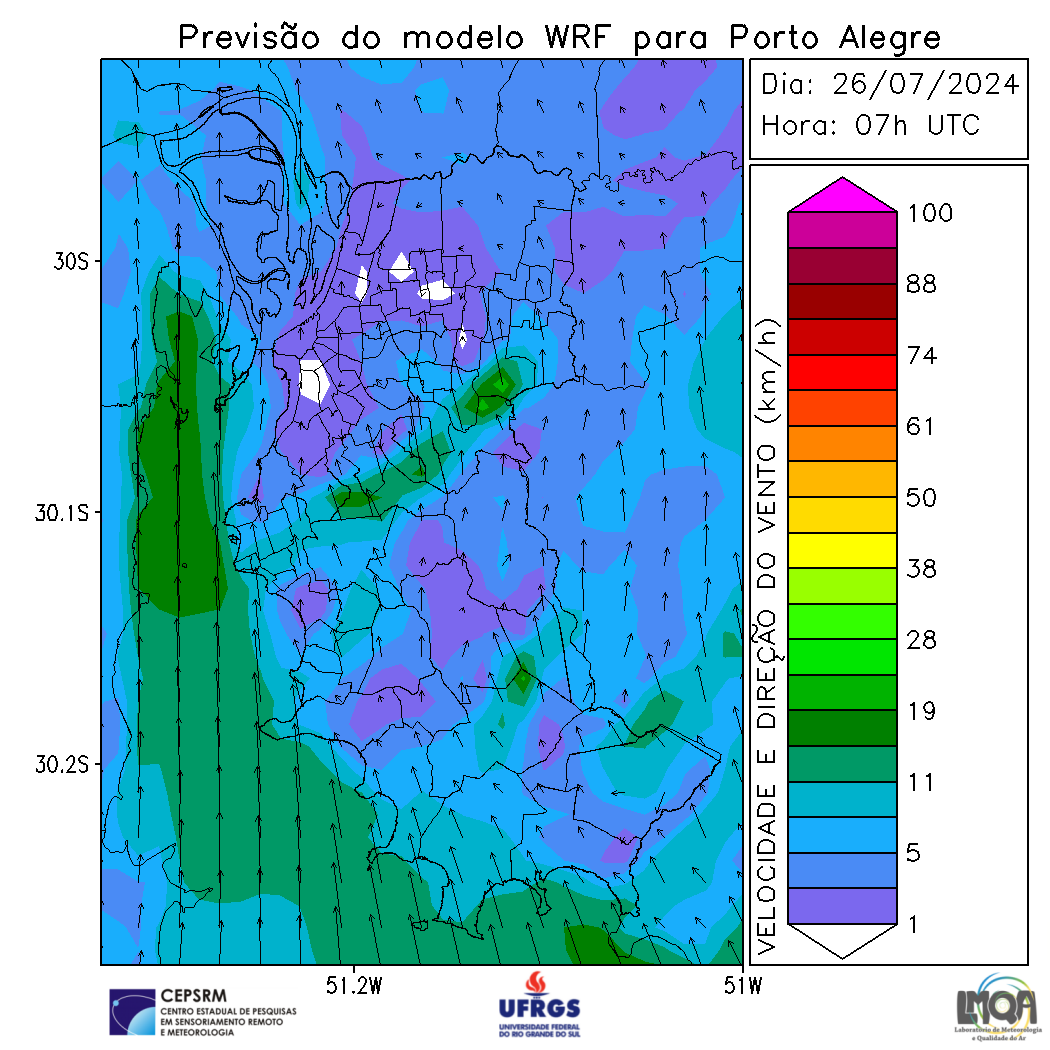 Previsão do modelo WRF para Porto Alegre
Dia: 26/07/2024
Hora: 07h UTC
30S
30.1S
30.2S
51.2W
51W
VELOCIDADE E DIREÇÃO DO VENTO (km/h)
100
88
74
61
50
38
28
19
11
5
1
CEPSRM
CENTRO ESTADUAL DE PESQUISAS
EM SENSORIAMENTO REMOTO
E METEOROLOGIA
UFRGS
UNIVERSIDADE FEDERAL
DO RIO GRANDE DO SUL
LMQA
Laboratório de Meteorologia
e Qualidade do Ar